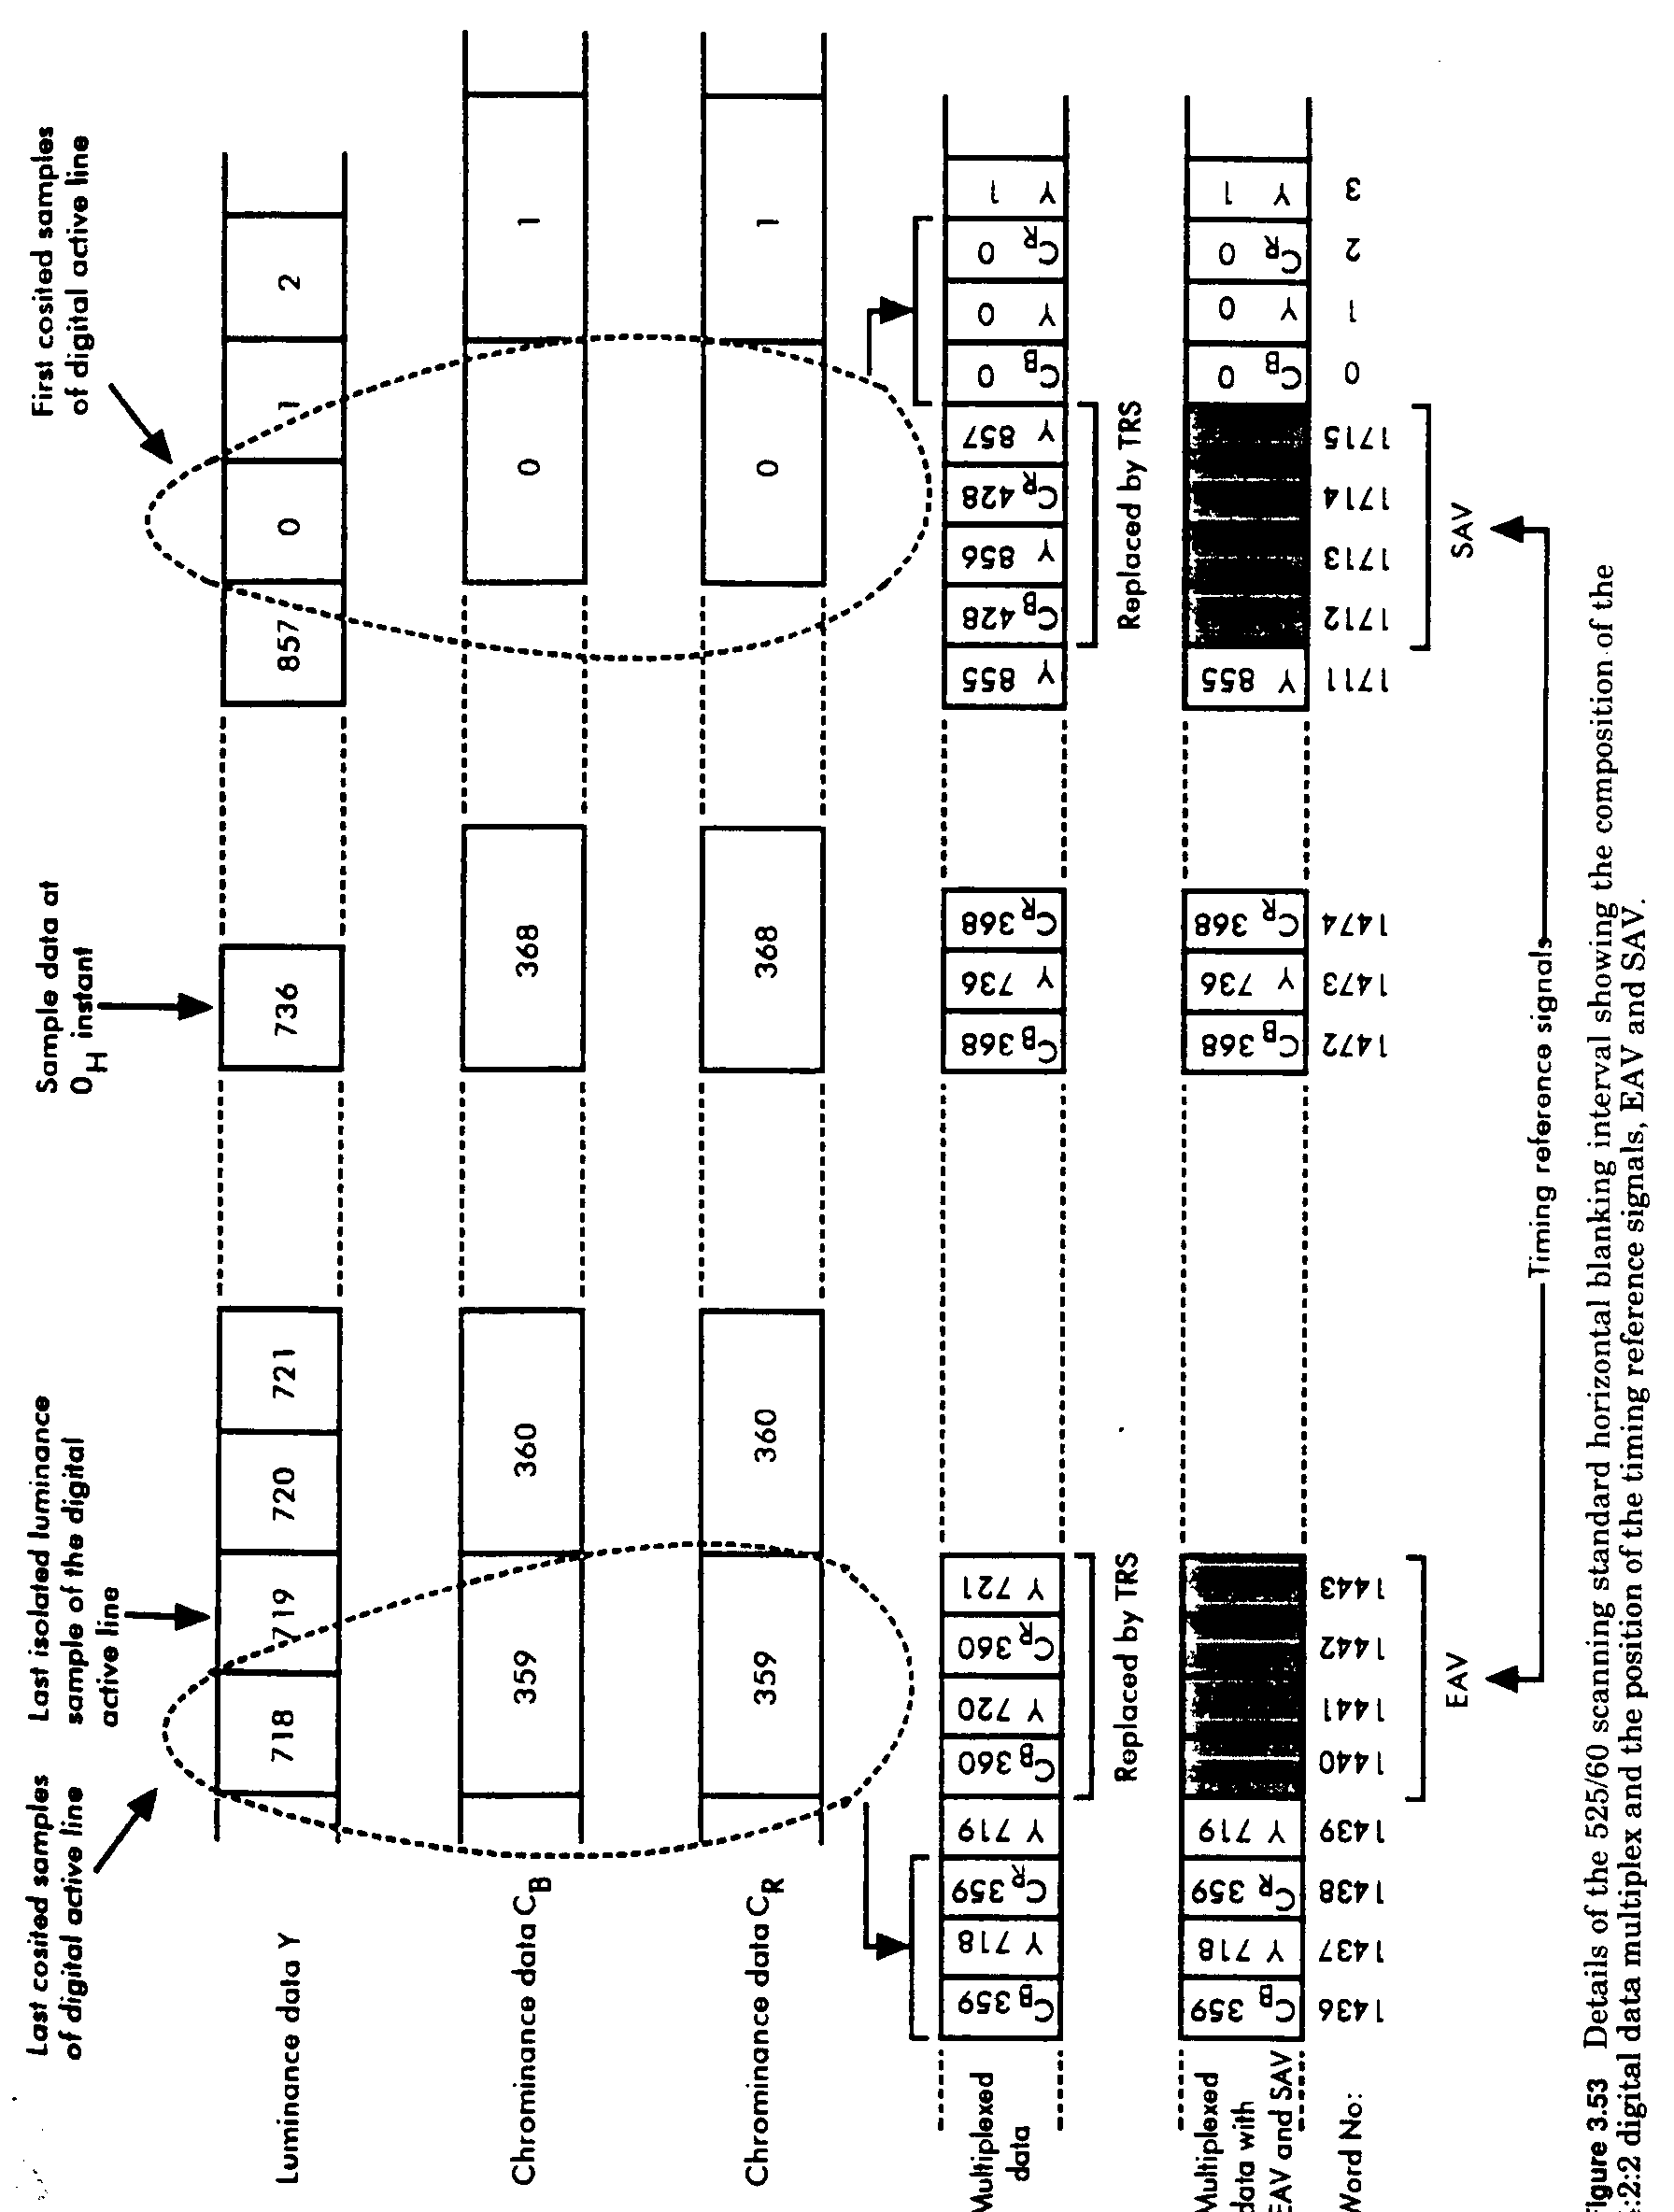 Last cosited samples
of digital active line
Last isolated luminance
sample of the digital
active line
Sample data at
0H instant
First cosited samples
of digital active line
Luminance data Y
718
719
720
721
736
857
0
1
2
Chrominance data CB
359
360
368
0
1
Chrominance data CR
359
360
368
0
1
Multiplexed
data
CB 359
Y 718
CR 359
Y 719
CB 360
Y 720
CR 360
Y 721
CB 368
Y 736
CR 368
Y 855
CB 428
Y 856
CR 428
Y 857
CB 0
Y 0
CR 0
Y 1
Replaced by TRS
Replaced by TRS
Multiplexed
data with
EAV and SAV
CB 359
Y 718
CR 359
Y 719
CB 368
Y 736
CR 368
Y 855
CB 0
Y 0
CR 0
Y 1
Word No:
1436
1437
1438
1439
1440
1441
1442
1443
1472
1473
1474
1711
1712
1713
1714
1715
0
1
2
3
EAV
SAV
Timing reference signals
Figure 3.53 Details of the 525/60 scanning standard horizontal blanking interval showing the composition of the
4:2:2 digital data multiplex and the position of the timing reference signals, EAV and SAV.